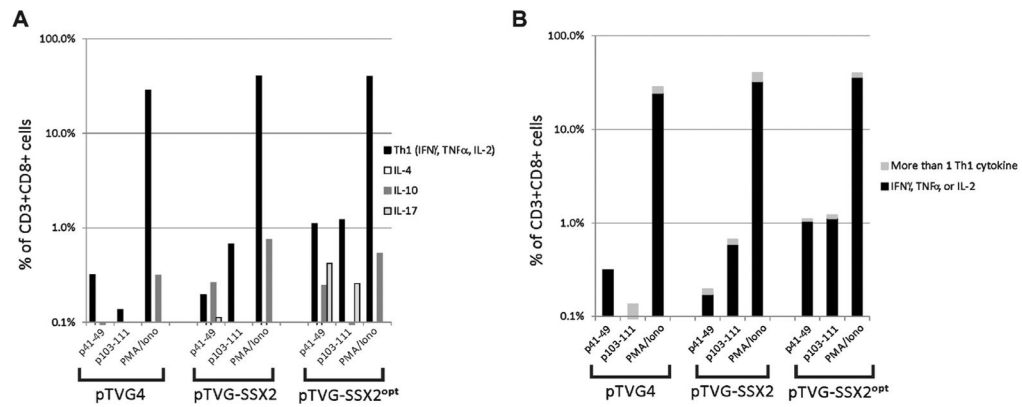 A
100.0%
10.0%
1.0%
0.1%
% of CD3+CD8+ cells
Th1 (IFNγ, TNFα, IL-2)
IL-4
IL-10
IL-17
p41-49
p103-111
PMA/Iono
p41-49
p103-111
PMA/Iono
p41-49
p103-111
PMA/Iono
pTVG4
pTVG-SSX2
pTVG-SSX2opt
B
100.0%
10.0%
1.0%
0.1%
% of CD3+CD8+ cells
More than 1 Th1 cytokine
IFNγ, TNFα, or IL-2
p41-49
p103-111
PMA/Iono
p41-49
p103-111
PMA/Iono
p41-49
p103-111
PMA/Iono
pTVG4
pTVG-SSX2
pTVG-SSX2opt